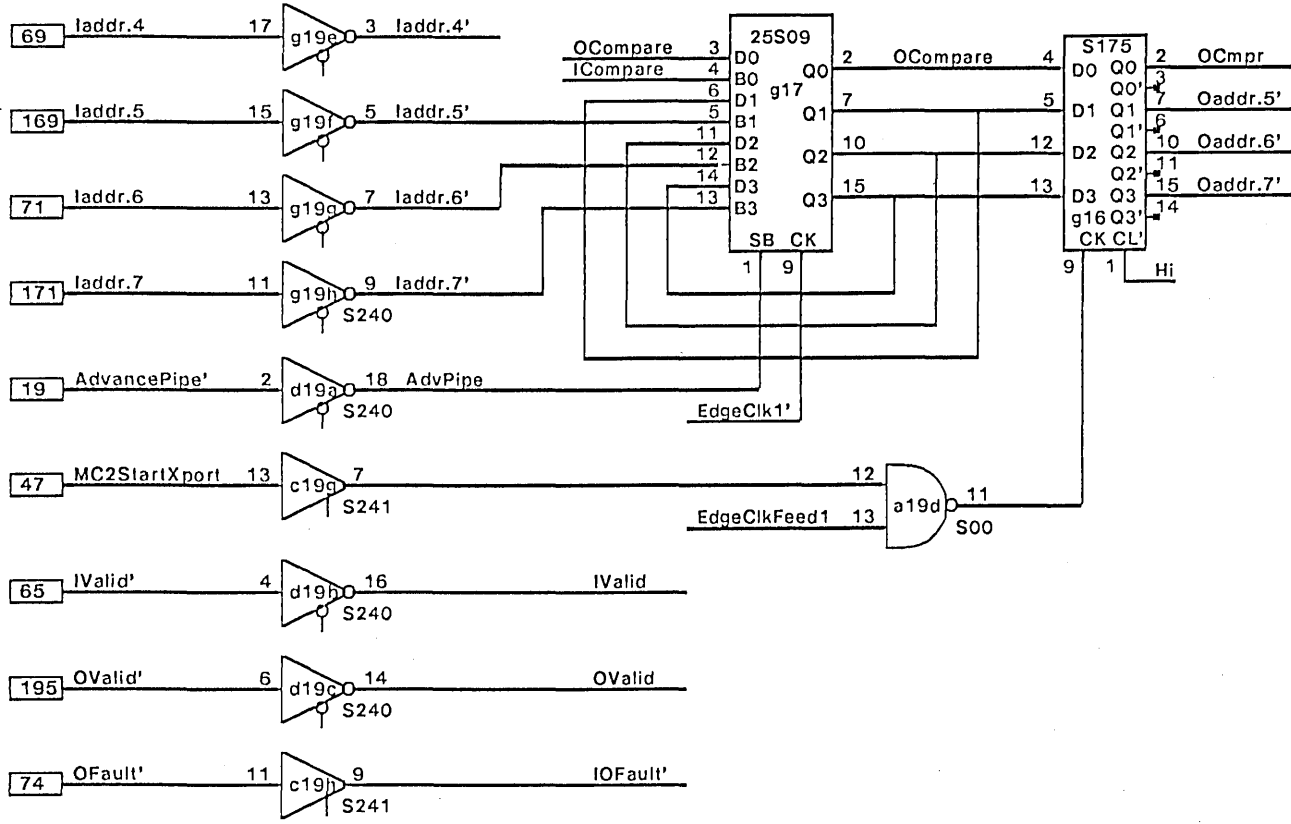 69 Iaddr.4 17 g19e 3 Iaddr.4'
169 Iaddr.5 15 g19f 5 Iaddr.5'
71 Iaddr.6 13 g19g 7 Iaddr.6'
171 Iaddr.7 11 g19h 9 Iaddr.7'
S240
19 AdvancePipe' 2 d19a 18 AdvPipe
S240
47 MC2StartXport 13 c19g 7
S241
65 IValid' 4 d19b 16 IValid
S240
195 OValid' 6 d19c 14 OValid
S240
74 OFault' 11 c19h 9 IOFault'
S241
25S09
g17
OCompare 3 D0
ICompare 4 B0
6 D1
5 B1
11 D2
12 B2
14 D3
13 B3
Q0 2 OCompare 4
Q1 7 5
Q2 10 12
Q3 15 13
SB CK
1 9
EdgeClk1'
S175
D0 Q0 2 OCmpr
Q0' 3
D1 Q1 7 Oaddr.5'
Q1' 6
D2 Q2 10 Oaddr.6'
Q2' 11
D3 Q3 15 Oaddr.7'
g16 Q3' 14
CK CL'
9 1 Hi
12
EdgeClkFeed1 13
a19d 11
S00